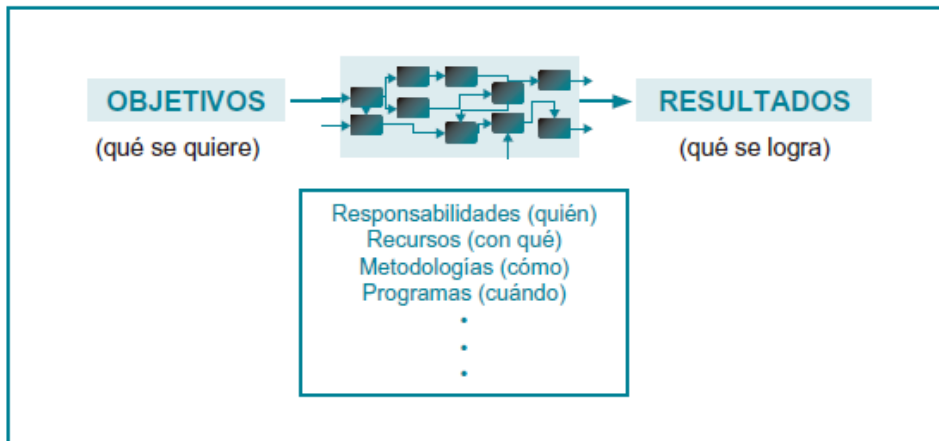 OBJETIVOS
RESULTADOS
(qué se quiere)
(qué se logra)
Responsabilidades (quién)
Recursos (con qué)
Metodologías (cómo)
Programas (cuándo)
•
•
•